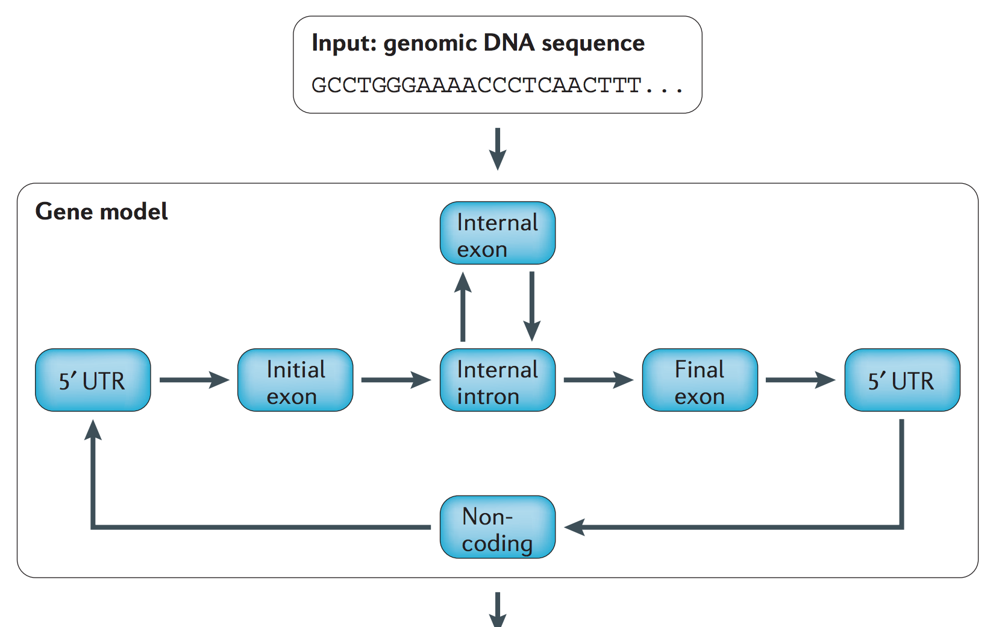 Input: genomic DNA sequence
GCCTGGGAAAACCCTCAACTTT...
Gene model
Internal
exon
5′ UTR
Initial
exon
Internal
intron
Final
exon
5′ UTR
Non-
coding